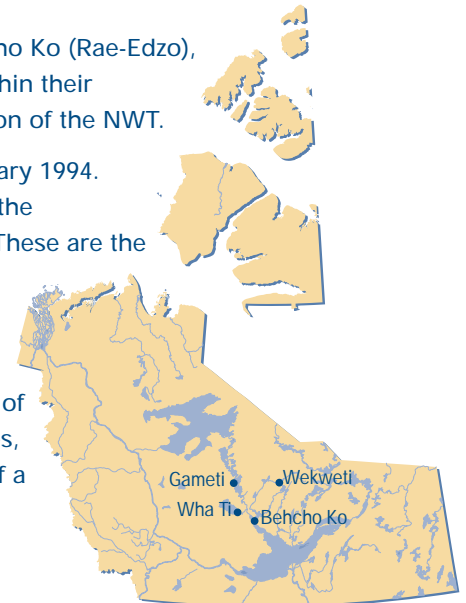 ho Ko (Rae-Edzo),
hin their
on of the NWT.
ary 1994.
the
These are the
of
s,
f a
Gameti
Wekweti
Wha Ti
Behcho Ko